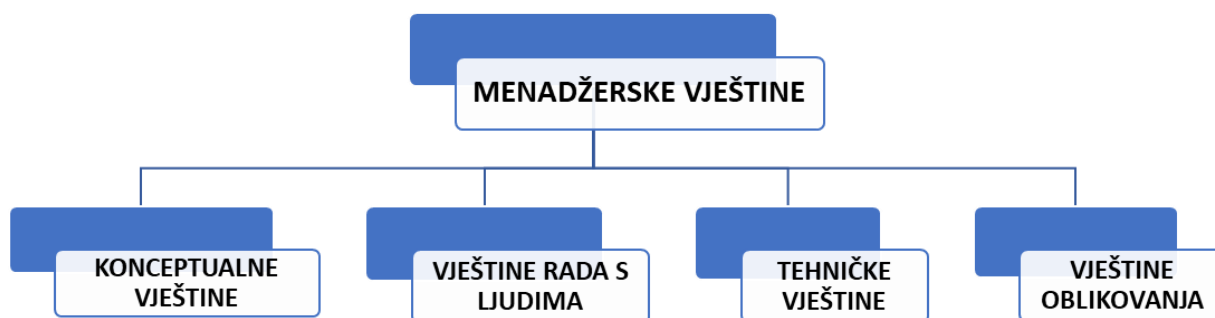 MENADŽERSKE VJEŠTINE
KONCEPTUALNE
VJEŠTINE
VJEŠTINE RADA S
LJUDIMA
TEHNIČKE
VJEŠTINE
VJEŠTINE
OBLIKOVANJA